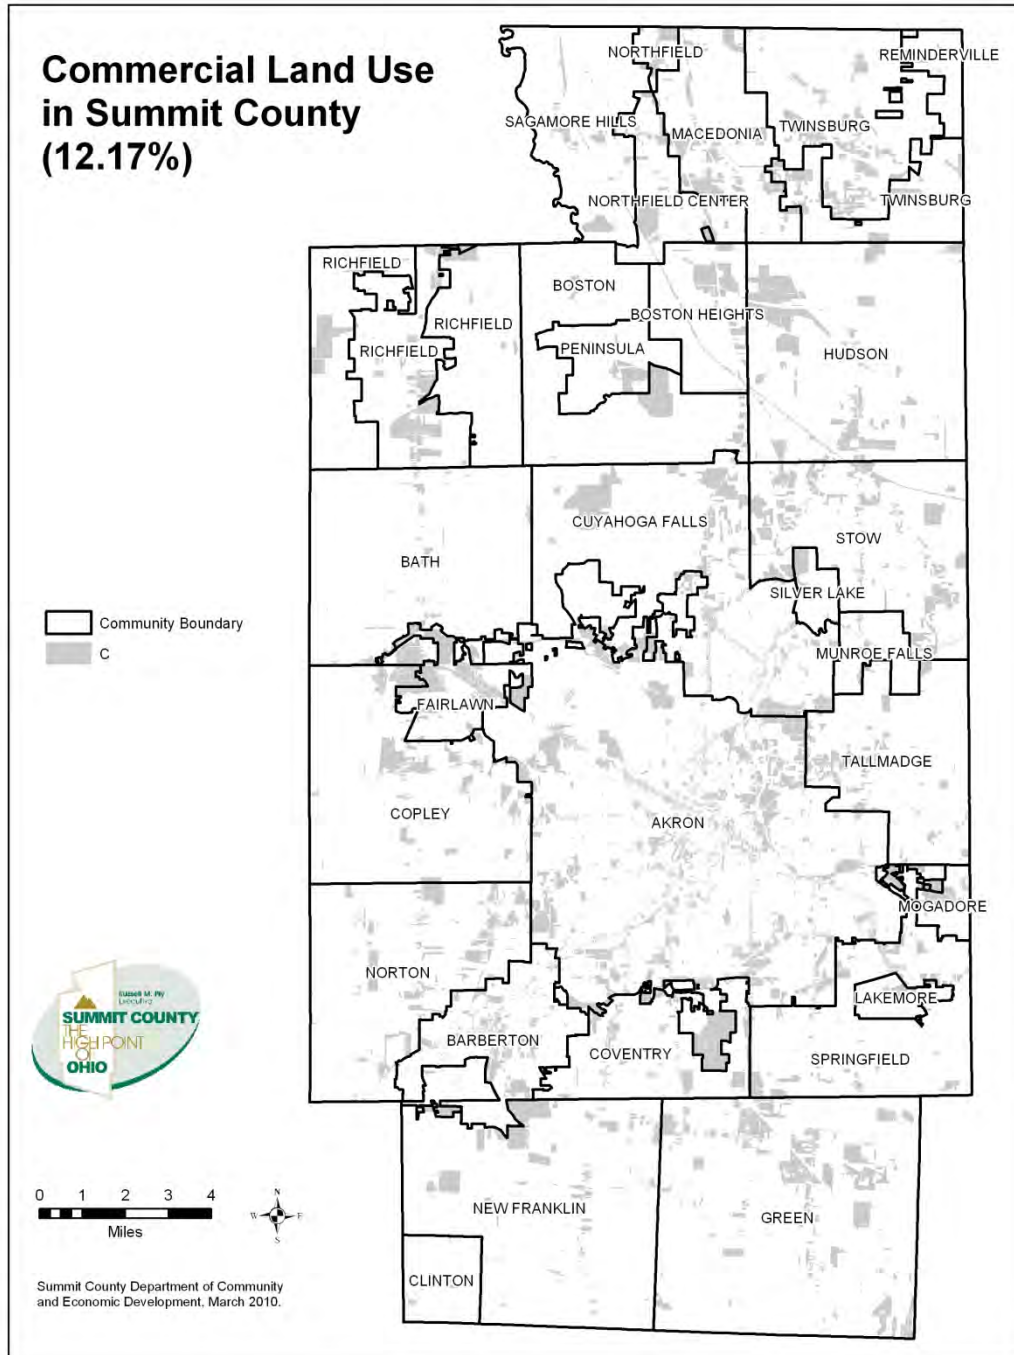 Commercial Land Use
in Summit County
(12.17%)
NORTHFIELD
REMINDERVILLE
SAGAMORE HILLS
MACEDONIA
TWINSBURG
NORTHFIELD CENTER
TWINSBURG
RICHFIELD
BOSTON
BOSTON HEIGHTS
RICHFIELD
RICHFIELD
PENINSULA
HUDSON
CUYAHOGA FALLS
STOW
BATH
SILVER LAKE
Community Boundary
C
MUNROE FALLS
FAIRLAWN
TALLMADGE
COPLEY
AKRON
MOGADORE
NORTON
LAKEMORE
BARBERTON
COVENTRY
SPRINGFIELD
Russell M. Pry
Executive
SUMMIT COUNTY
THE
HIGH POINT
OF
OHIO
NEW FRANKLIN
GREEN
CLINTON
0 1 2 3 4
Miles
N
W E
S
Summit County Department of Community
and Economic Development, March 2010.